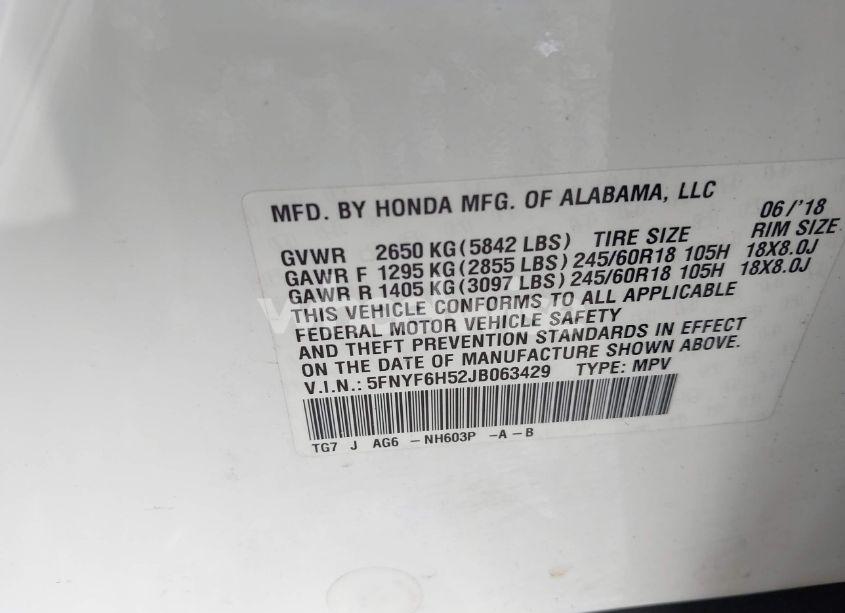 MFD. BY HONDA MFG. OF ALABAMA, LLC 06/'18
GVWR 2650 KG(5842 LBS) TIRE SIZE RIM SIZE
GAWR F 1295 KG(2855 LBS) 245/60R18 105H 18X8.0J
GAWR R 1405 KG(3097 LBS) 245/60R18 105H 18X8.0J
THIS VEHICLE CONFORMS TO ALL APPLICABLE
FEDERAL MOTOR VEHICLE SAFETY
AND THEFT PREVENTION STANDARDS IN EFFECT
ON THE DATE OF MANUFACTURE SHOWN ABOVE.
V.I.N.: 5FNYF6H52JB063429 TYPE: MPV
TG7 J AG6 -NH603P -A-B